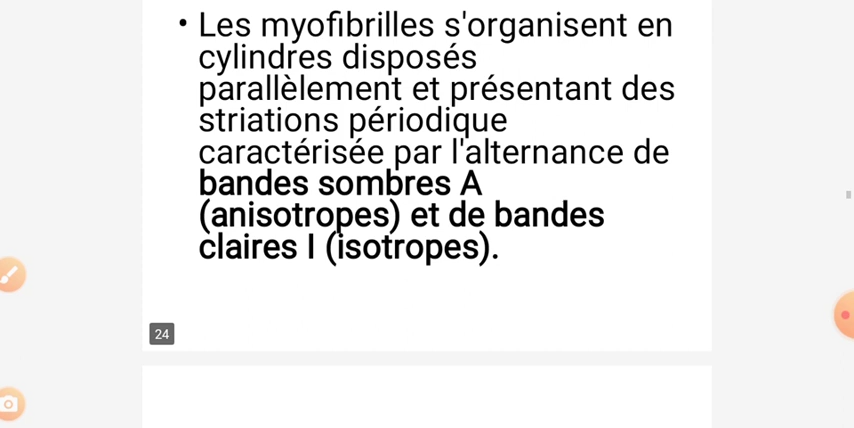 • Les myofibrilles s'organisent en
cylindres disposés
parallèlement et présentant des
striations périodique
caractérisée par l'alternance de
bandes sombres A
(anisotropes) et de bandes
claires I (isotropes).
24